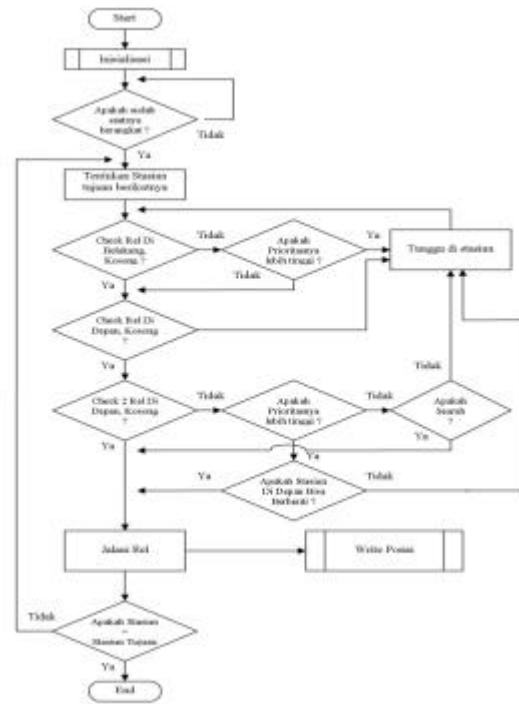 Start
Inisialisasi
Apakah sudah
saatnya
berangkat ?
Tidak
Ya
Tentukan Stasiun
tujuan berikutnya
Check Rel Di
Belakang,
Kosong ?
Tidak
Apakah
Prioritasnya
lebih tinggi ?
Ya
Tunggu di stasiun
Tidak
Ya
Check Rel Di
Depan, Kosong
?
Ya
Tidak
Check 2 Rel Di
Depan, Kosong
?
Tidak
Apakah
Prioritasnya
lebih tinggi ?
Tidak
Apakah
Searah
?
Ya
Ya
Ya
Ya
Apakah Stasiun
Di Depan Bisa
Berhenti ?
Tidak
Jalani Rel
Write Posisi
Tidak
Apakah Stasiun
=
Stasiun Tujuan
Ya
End